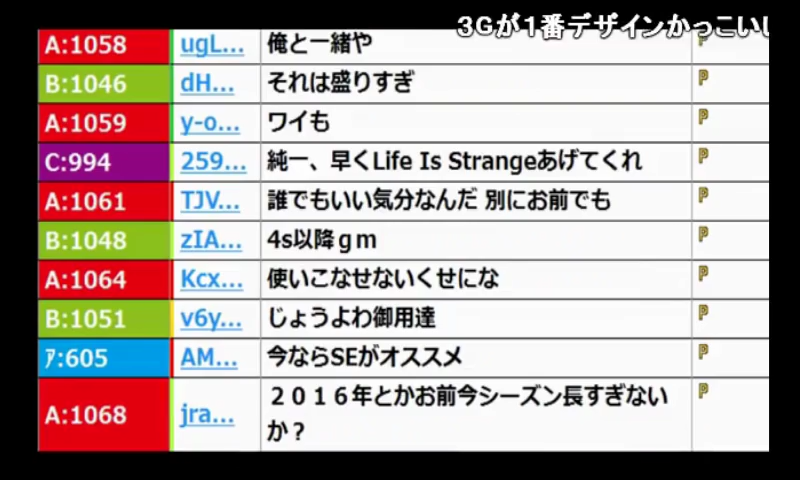 3Gが1番デザインかっこいい
A:1058 ugL... 俺と一緒や P
B:1046 dH... それは盛りすぎ P
A:1059 y-o... ワイも P
C:994 259... 純一、早くLife Is Strangeあげてくれ P
A:1061 TJV... 誰でもいい気分なんだ 別にお前でも P
B:1048 zIA... 4s以降ｇｍ P
A:1064 Kcx... 使いこなせないくせにな P
B:1051 v6y... じょうよわ御用達 P
ｱ:605 AM... 今ならSEがオススメ P
A:1068 jra... ２０１６年とかお前今シーズン長すぎない P
か？